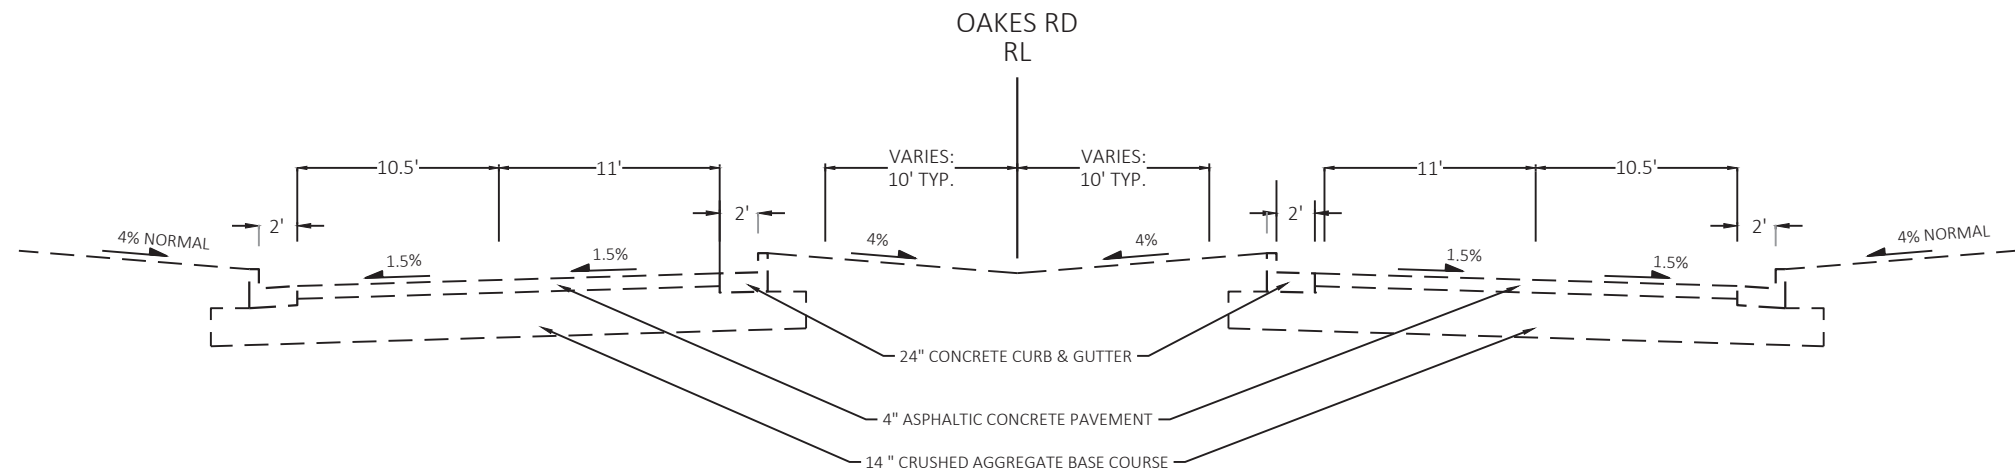 OAKES RD
RL
10.5'
11'
VARIES:
10' TYP.
VARIES:
10' TYP.
11'
10.5'
2'
2'
2'
2'
4% NORMAL
1.5%
1.5%
4%
4%
1.5%
1.5%
4% NORMAL
24" CONCRETE CURB & GUTTER
4" ASPHALTIC CONCRETE PAVEMENT
14 " CRUSHED AGGREGATE BASE COURSE